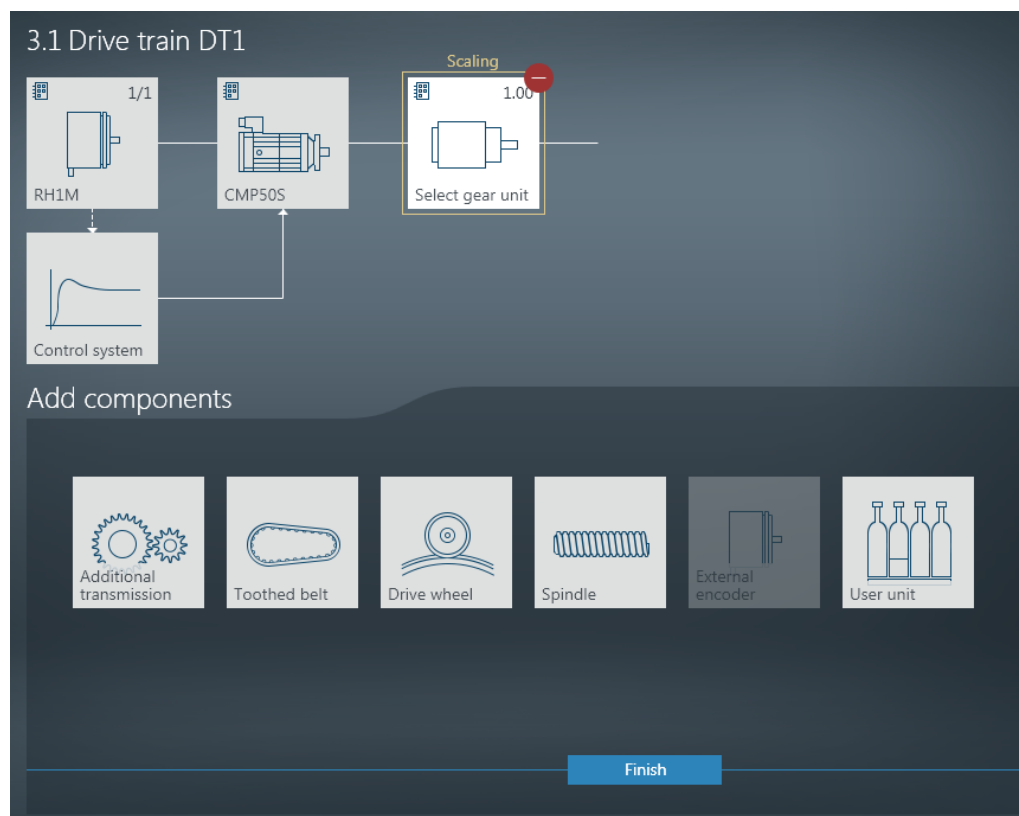 3.1 Drive train DT1
Scaling
1/1
1.00
RH1M
CMP50S
Select gear unit
Control system
Add components
Additional
transmission
Toothed belt
Drive wheel
Spindle
External
encoder
User unit
Finish